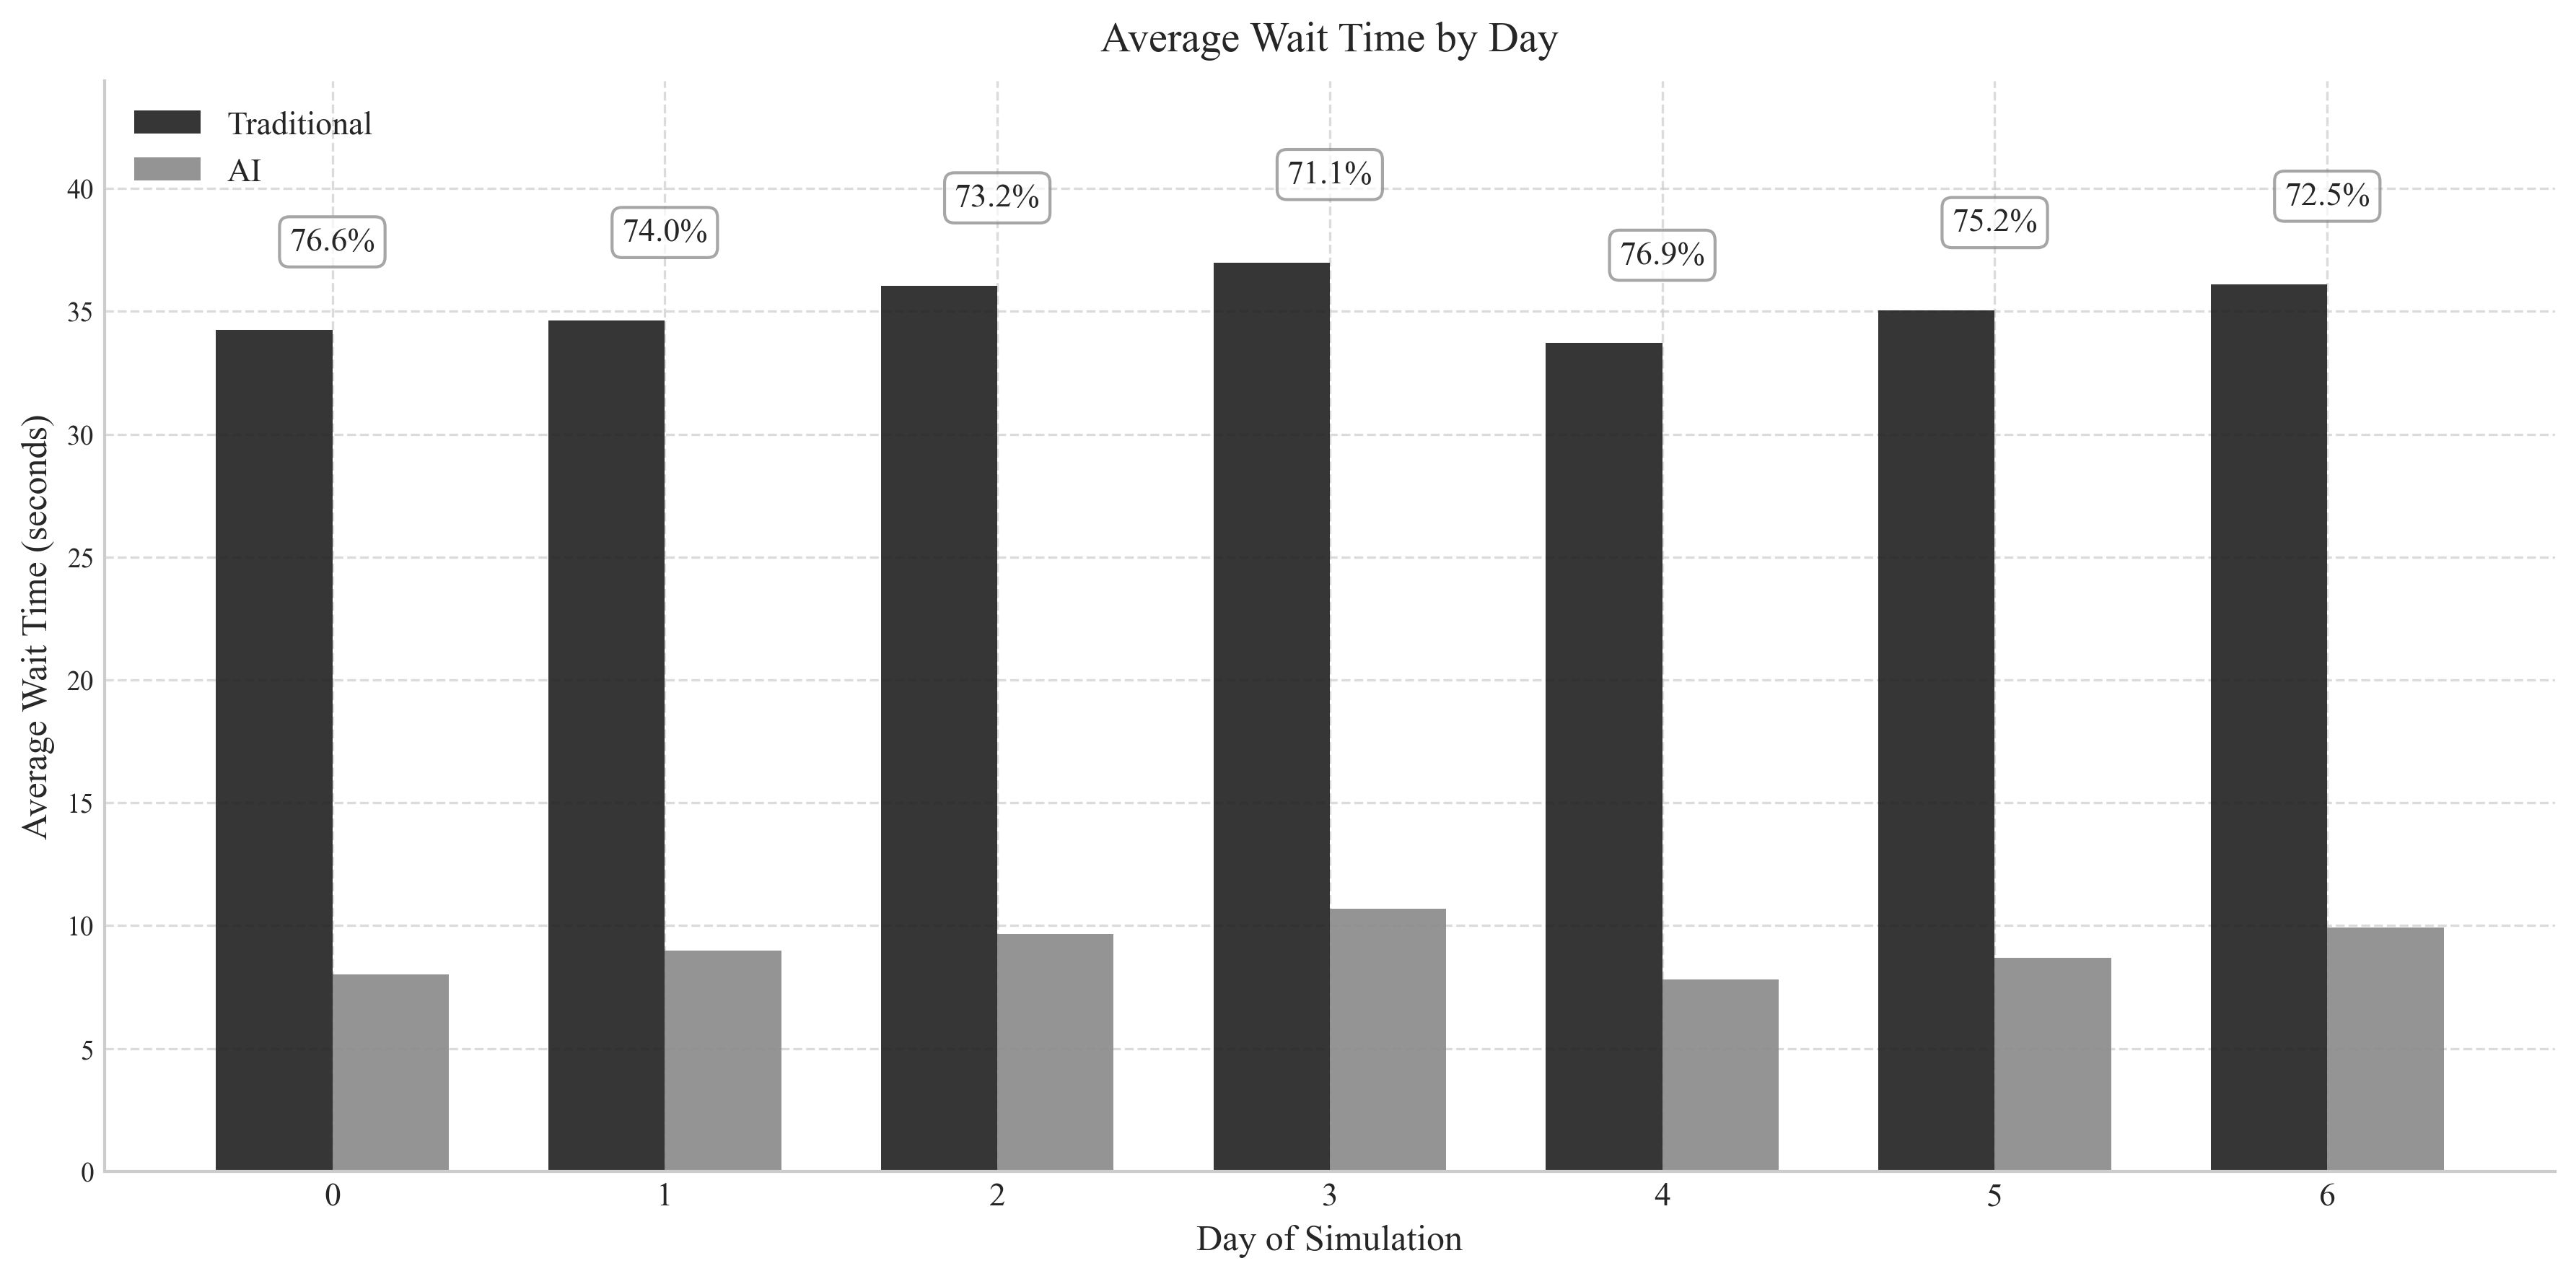 Average Wait Time by Day
Traditional
AI
76.6%
74.0%
73.2%
71.1%
76.9%
75.2%
72.5%
Average Wait Time (seconds)
40
35
30
25
20
15
10
5
0
0 1 2 3 4 5 6
Day of Simulation